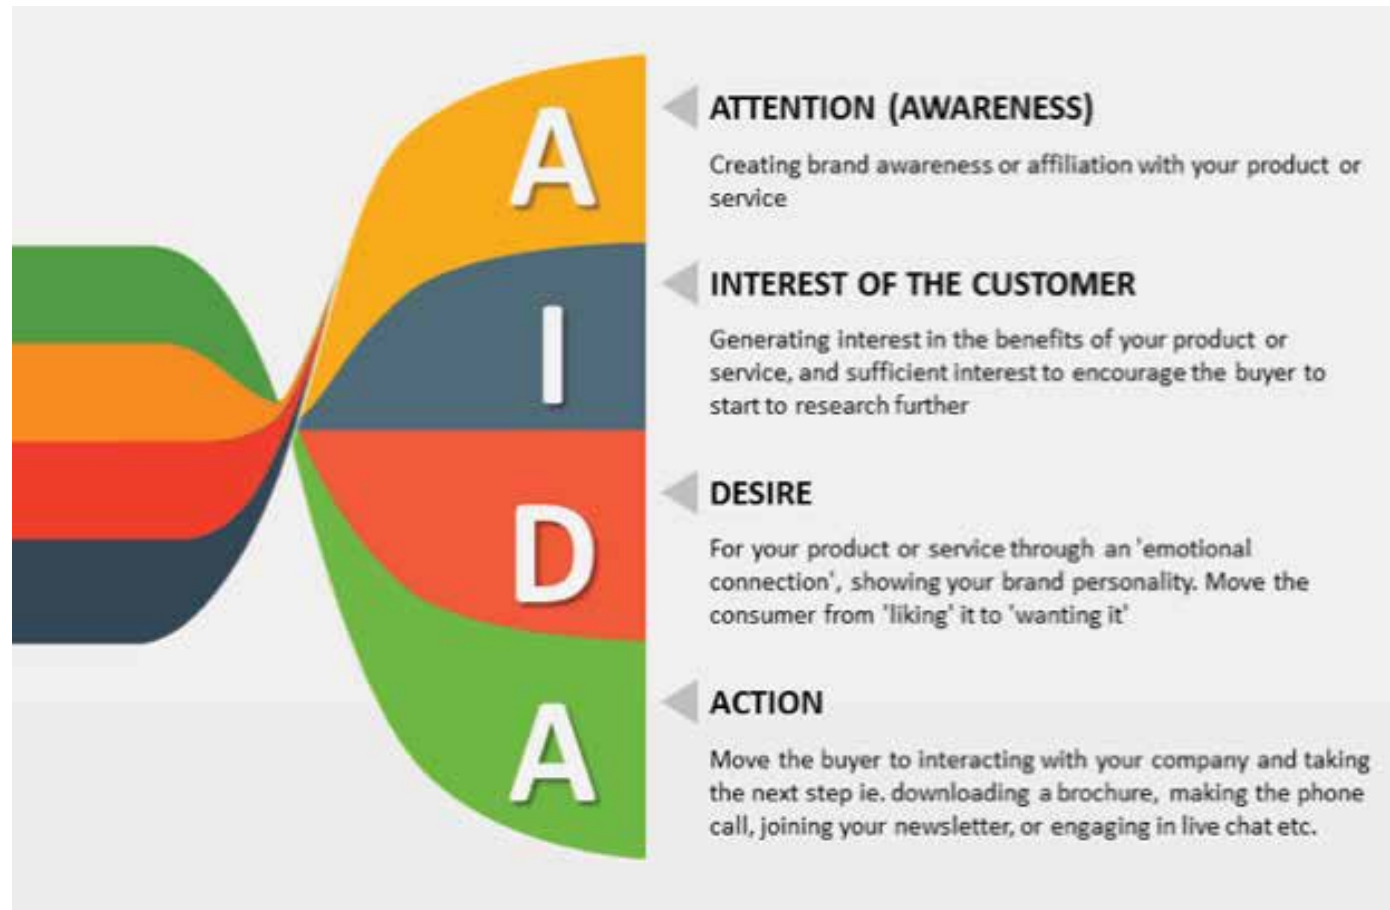 A
ATTENTION (AWARENESS)
Creating brand awareness or affiliation with your product or
service
I
INTEREST OF THE CUSTOMER
Generating interest in the benefits of your product or
service, and sufficient interest to encourage the buyer to
start to research further
D
DESIRE
For your product or service through an 'emotional
connection', showing your brand personality. Move the
consumer from 'liking' it to 'wanting it'
A
ACTION
Move the buyer to interacting with your company and taking
the next step ie. downloading a brochure, making the phone
call, joining your newsletter, or engaging in live chat etc.